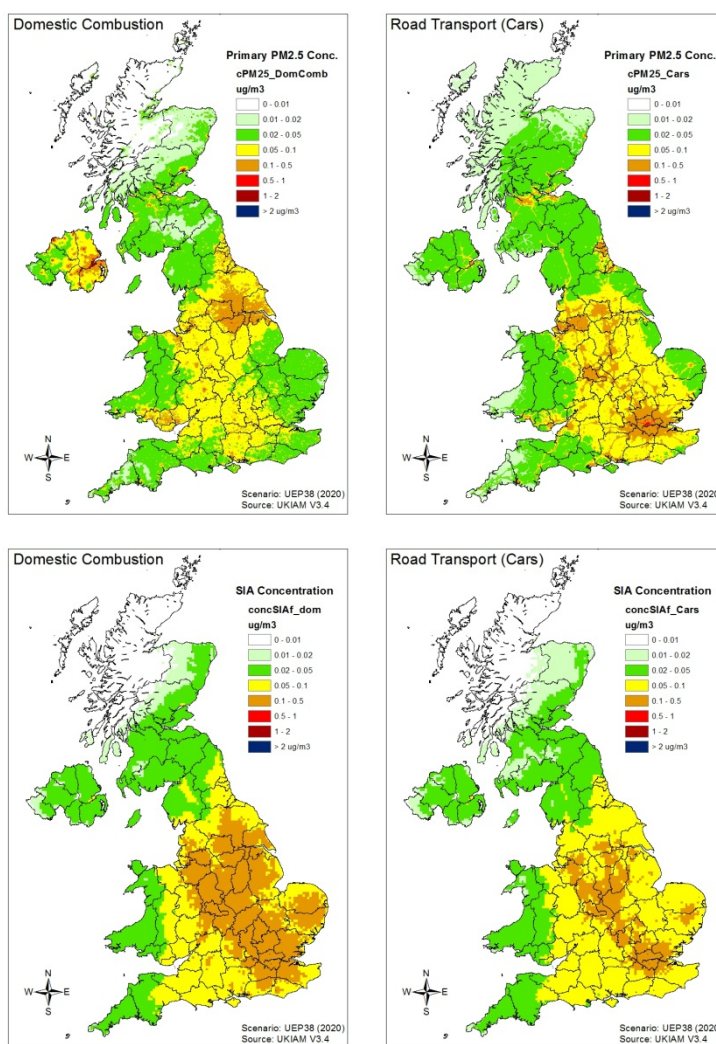 Domestic Combustion
Primary PM2.5 Conc.
cPM25_DomComb
ug/m3
0 - 0.01
0.01 - 0.02
0.02 - 0.05
0.05 - 0.1
0.1 - 0.5
0.5 - 1
1 - 2
> 2 ug/m3
N
W E
S
Scenario: UEP38 (2020)
Source: UKIAM V3.4
Road Transport (Cars)
Primary PM2.5 Conc.
cPM25_Cars
ug/m3
0 - 0.01
0.01 - 0.02
0.02 - 0.05
0.05 - 0.1
0.1 - 0.5
0.5 - 1
1 - 2
> 2 ug/m3
N
W E
S
Scenario: UEP38 (2020)
Source: UKIAM V3.4
Domestic Combustion
SIA Concentration
concSIAf_dom
ug/m3
0 - 0.01
0.01 - 0.02
0.02 - 0.05
0.05 - 0.1
0.1 - 0.5
0.5 - 1
1 - 2
> 2 ug/m3
N
W E
S
Scenario: UEP38 (2020)
Source: UKIAM V3.4
Road Transport (Cars)
SIA Concentration
concSIAf_Cars
ug/m3
0 - 0.01
0.01 - 0.02
0.02 - 0.05
0.05 - 0.1
0.1 - 0.5
0.5 - 1
1 - 2
> 2 ug/m3
N
W E
S
Scenario: UEP38 (2020)
Source: UKIAM V3.4